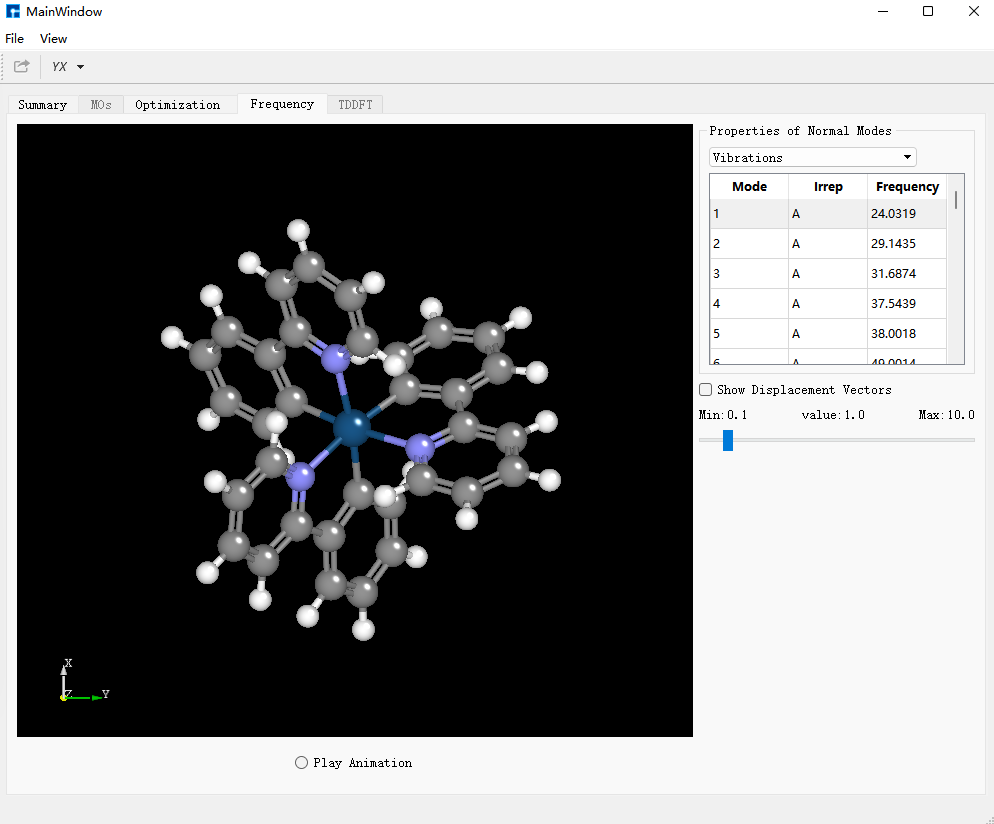 MainWindow
File View
YX
Summary MOs Optimization Frequency TDDFT
Properties of Normal Modes
Vibrations
Mode Irrep Frequency
1 A 24.0319
2 A 29.1435
3 A 31.6874
4 A 37.5439
5 A 38.0018
6 A 49.0014
Show Displacement Vectors
Min:0.1 value:1.0 Max:10.0
X
Z Y
Play Animation